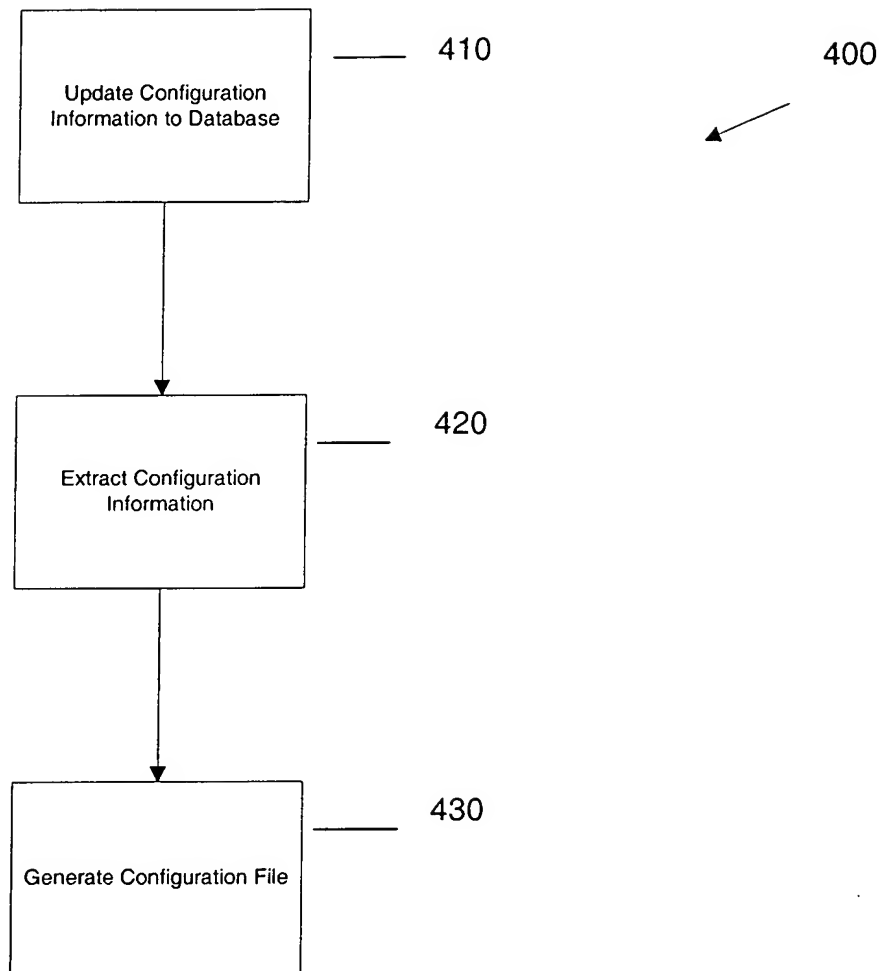 410
400
Update Configuration
Information to Database
420
Extract Configuration
Information
430
Generate Configuration File